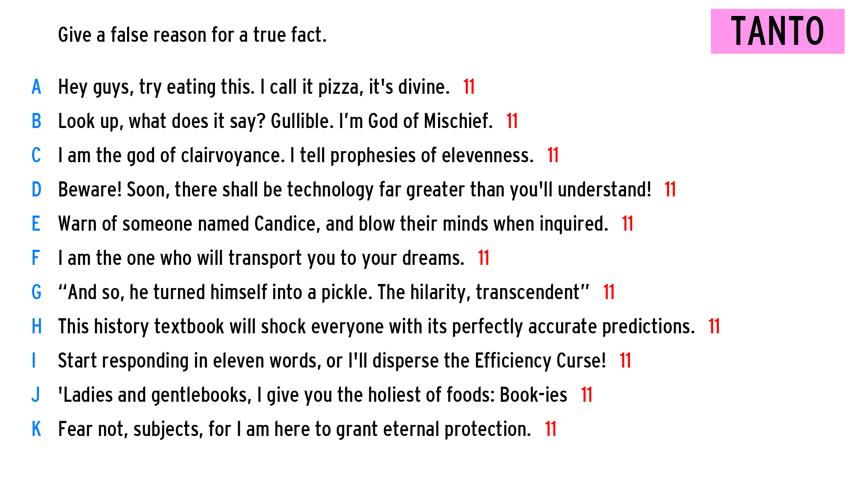 Give a false reason for a true fact.
TANTO
A Hey guys, try eating this. I call it pizza, it's divine. 11
B Look up, what does it say? Gullible. I’m God of Mischief. 11
C I am the god of clairvoyance. I tell prophesies of elevenness. 11
D Beware! Soon, there shall be technology far greater than you'll understand! 11
E Warn of someone named Candice, and blow their minds when inquired. 11
F I am the one who will transport you to your dreams. 11
G “And so, he turned himself into a pickle. The hilarity, transcendent” 11
H This history textbook will shock everyone with its perfectly accurate predictions. 11
I Start responding in eleven words, or I'll disperse the Efficiency Curse! 11
J 'Ladies and gentlebooks, I give you the holiest of foods: Book-ies 11
K Fear not, subjects, for I am here to grant eternal protection. 11